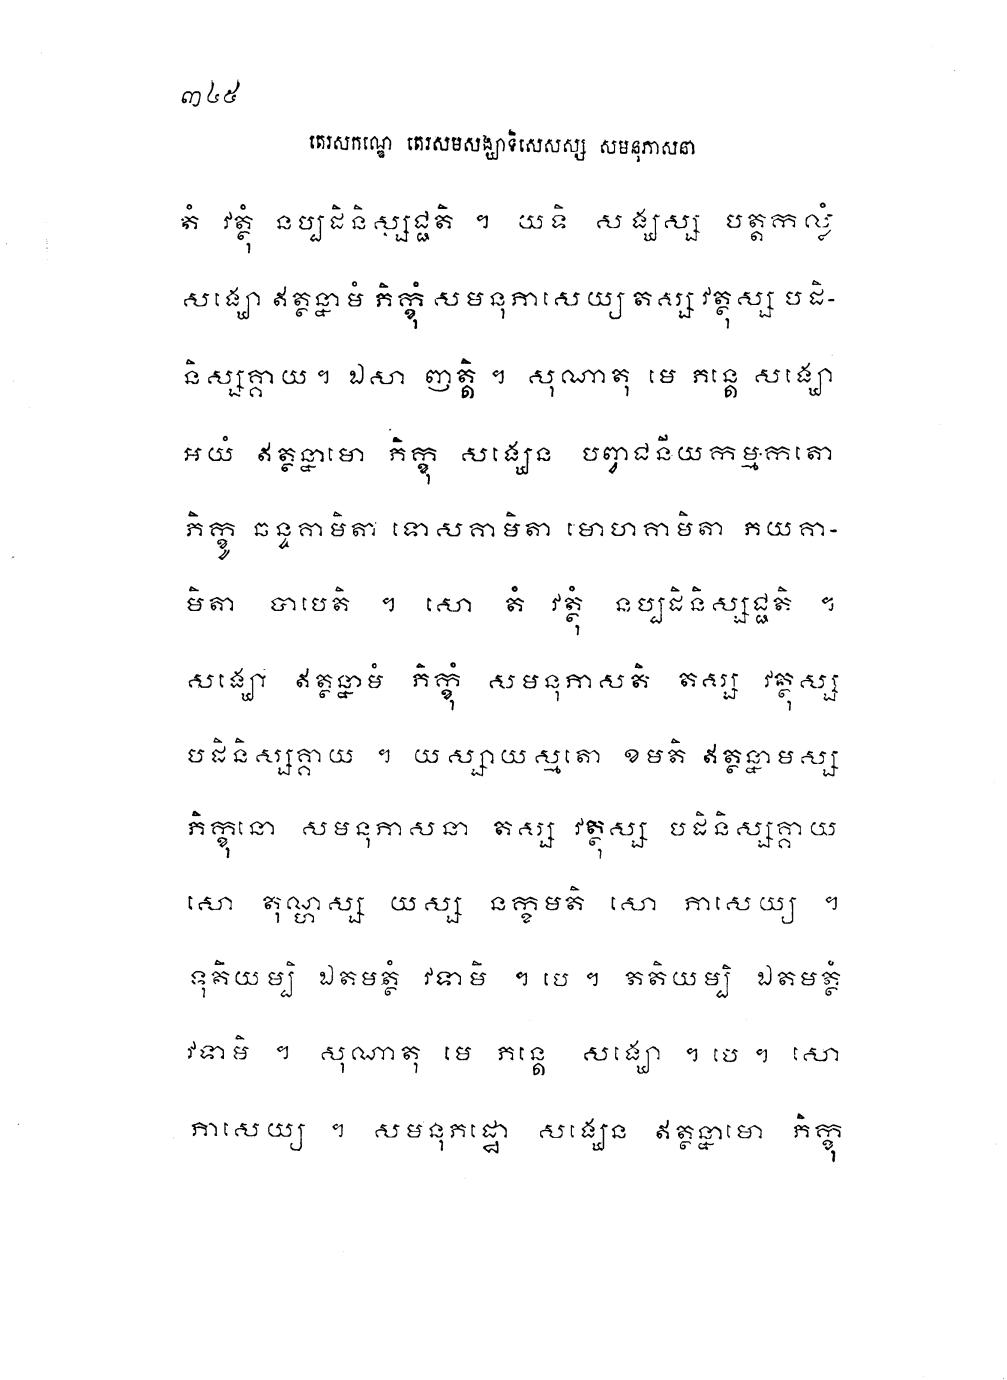 ៣៤៥
តេរសកណ្ឌេ តេរសមសង្ឃាទិសេសស្ស សមនុភាសនា
តំ វត្ថុំ នប្បដិនិស្សជ្ជតិ ។ យទិ សង្ឃស្ស បត្តកល្លំ
សង្ឃោ ឥត្ថន្នាមំ ភិក្ខុំ សមនុភាសេយ្យ តស្ស វត្ថុស្ស បដិ-
និស្សគ្គាយ ។ ឯសា ញត្តិ ។ សុណាតុ មេ ភន្តេ សង្ឃោ
អយំ ឥត្ថន្នាមោ ភិក្ខុ សង្ឃេន បញ្វជនីយកម្មកតោ
ភិក្ខូ ឆន្ទគាមិតា ទោសគាមិតា មោហគាមិតា ភយគា-
មិតា បាបេតិ ។ សោ តំ វត្ថុំ នប្បដិនិស្សជ្ជតិ ។
សង្ឃោ ឥត្ថន្នាមំ ភិក្ខុំ សមនុភាសតិ តស្ស វត្ថុស្ស
បដិនិស្សគ្គាយ ។ យស្សាយស្មតោ ខមតិ ឥត្ថន្នាមស្ស
ភិក្ខុនោ សមនុភាសនា តស្ស វត្ថុស្ស បដិនិស្សគ្គាយ
សោ តុណ្ហស្ស យស្ស នក្ខមតិ សោ ភាសេយ្យ ។
ទុតិយម្បិ ឯតមត្ថំ វទាមិ ។ បេ ។ តតិយម្បិ ឯតមត្ថំ
វទាមិ ។ សុណាតុ មេ ភន្តេ សង្ឃោ ។ បេ ។ សោ
ភាសេយ្យ ។ សមនុភដ្ឋោ សង្ឃេន ឥត្ថន្នាមោ ភិក្ខុ